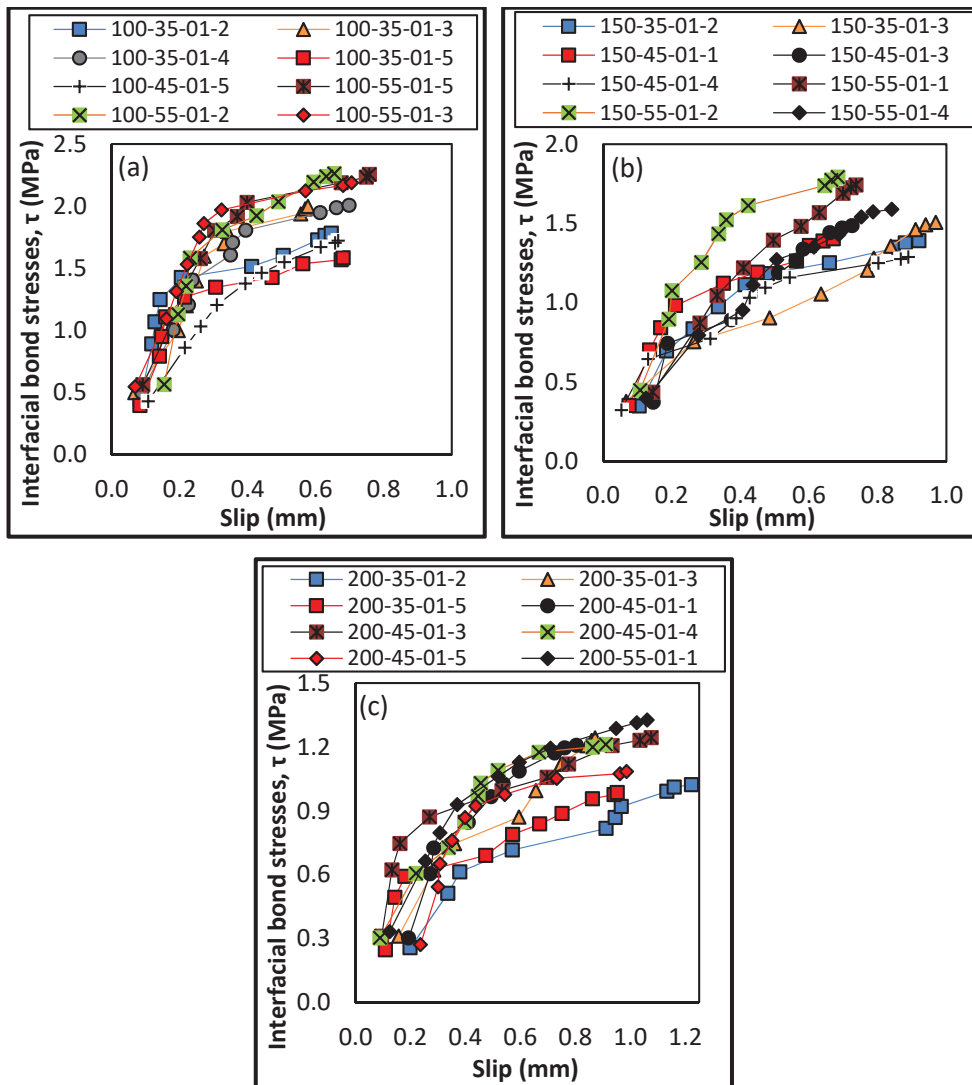 100-35-01-2 100-35-01-3
100-35-01-4 100-35-01-5
100-45-01-5 100-55-01-5
100-55-01-2 100-55-01-3
(a)
Interfacial bond stresses, τ (MPa)
2.5
2.0
1.5
1.0
0.5
0.0
0.0 0.2 0.4 0.6 0.8 1.0
Slip (mm)
150-35-01-2 150-35-01-3
150-45-01-1 150-45-01-3
150-45-01-4 150-55-01-1
150-55-01-2 150-55-01-4
(b)
Interfacial bond stresses, τ (MPa)
2.0
1.5
1.0
0.5
0.0
0.0 0.2 0.4 0.6 0.8 1.0
Slip (mm)
200-35-01-2 200-35-01-3
200-35-01-5 200-45-01-1
200-45-01-3 200-45-01-4
200-45-01-5 200-55-01-1
(c)
Interfacial bond stresses, τ (MPa)
1.5
1.2
0.9
0.6
0.3
0.0
0.0 0.2 0.4 0.6 0.8 1.0 1.2
Slip (mm)